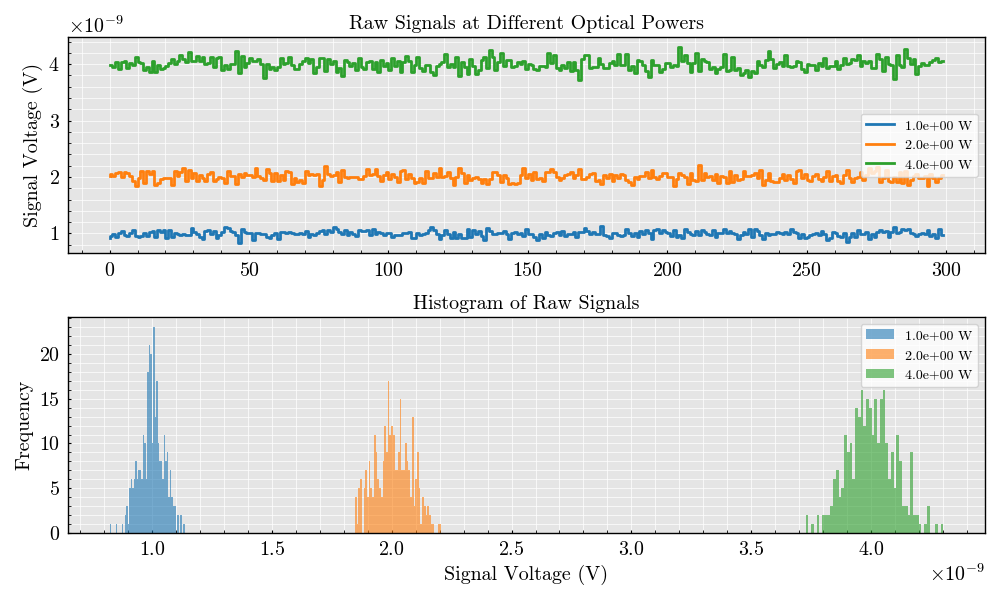 Raw Signals at Different Optical Powers
×10⁻⁹
Signal Voltage (V)
4
3
2
1
1.0e+00 W
2.0e+00 W
4.0e+00 W
0 50 100 150 200 250 300
Histogram of Raw Signals
Frequency
20
15
10
5
0
1.0e+00 W
2.0e+00 W
4.0e+00 W
1.0 1.5 2.0 2.5 3.0 3.5 4.0
Signal Voltage (V)
×10⁻⁹